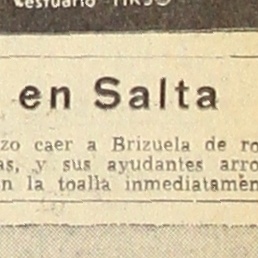 en Salta
zo caer a Brizuela de ro
as, y sus ayudantes arro
n la toalla inmediatamen